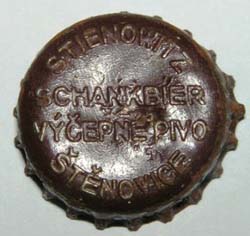 STIENOWITZ
SCHANKBIER
VÝČEPNÉ PIVO
ŠTĚNOVICE